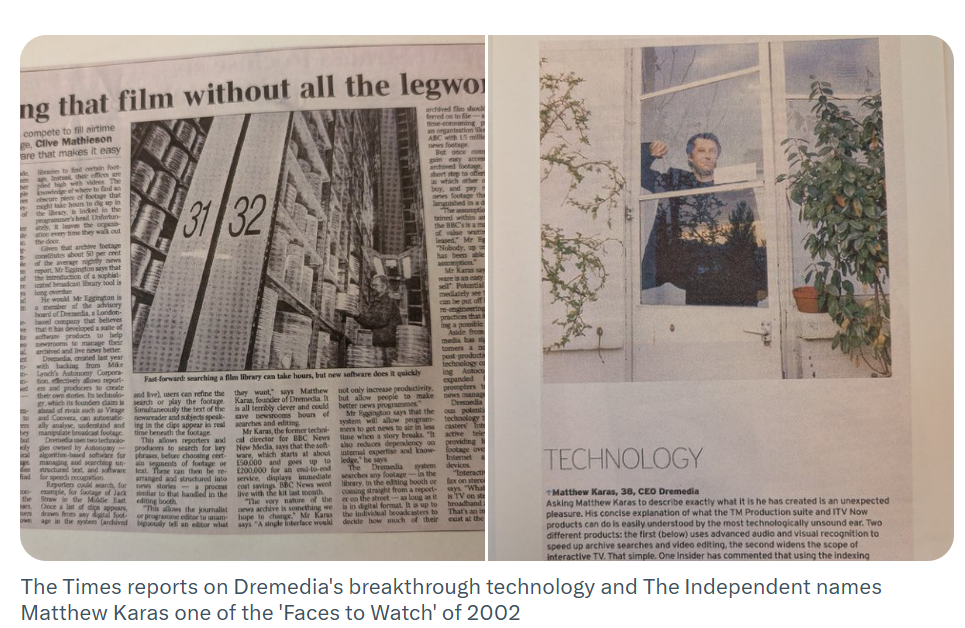 ng that film without all the legwor
compete to fill airtime
ge, Clive Mathieson
are that makes it easy
libraries to find certain foot-
age. Instead, their offices are
piled high with videos. The
knowledge of where to find an
obscure piece of footage that
might take hours to dig up in
the library, is locked in the
programmer's head. Unfortun-
ately, it leaves the organis-
ation every time they walk out
the door.
Given that archive footage
constitutes about 50 per cent
of the average nightly news
report, Mr Eggington says that
the introduction of a sophist-
icated broadcast library tool is
long overdue.
He would. Mr Eggington is
a member of the advisory
board of Dremedia, a London-
based company that believes
that it has developed a suite of
software products to help
newsrooms to manage their
archived and live news better.
Dremedia, created last year
with backing from Mike
Lynch's Autonomy Corpora-
tion, effectively allows report-
ers and producers to create
their own stories. Its technolo-
gy, which its founders claim is
ahead of rivals such as Virage
and Convera, can automatic-
ally analyse, understand and
manipulate broadcast footage.
Dremedia uses two technolo-
gies owned by Autonomy —
algorithm-based software for
managing and searching un-
structured text, and software
for speech recognition.
Reporters could search, for
example, for footage of Jack
Straw in the Middle East.
Once a list of clips appears,
drawn from any digital foot-
age in the system (archived
31
32
Fast-forward: searching a film library can take hours, but new software does it quickly
and live), users can refine the
search or play the footage.
Simultaneously the text of the
newsreader and subjects speak-
ing in the clips appear in real
time beneath the footage.
This allows reporters and
producers to search for key
phrases, before choosing cert-
ain segments of footage or
text. These can then be re-
arranged and structured into
news stories — a process
similar to that handled in the
editing booth.
"This allows the journalist
or programme editor to unam-
biguously tell an editor what
they want," says Matthew
Karas, founder of Dremedia. "It
is all terribly clever and could
save newsrooms hours of
searches and editing.
Mr Karas, the former techni-
cal director for BBC News
New Media, says that the soft-
ware, which starts at about
£50,000 and goes up to
£200,000 for an end-to-end
service, displays immediate
cost savings. BBC News went
live with the kit last month.
"The very nature of the
news archive is something we
hope to change," Mr Karas
says. "A single interface would
not only increase productivity,
but allow people to make
better news programmes."
Mr Eggington says that the
system will allow program-
mers to get news to air in less
time when a story breaks. "It
also reduces dependency on
internal expertise and know-
ledge," he says.
The Dremedia system
searches any footage — in the
library, in the editing booth or
coming straight from a report-
er on the street — as long as it
is in digital format. It is up to
the individual broadcasters to
decide how much of their
archived film shoul
ferred on to file — a
time-consuming p
an organisation lik
ABC with 1.5 millio
news footage.
But once con
gain easy acces
archived footage,
short step to offer
in which other o
buy, and pay
news footage tha
languished in a d
"The assumptio
tained within a
the BBC's is a m
of value waitin
leased," Mr Eg
"Nobody, up to
has been able
assumption."
Mr Karas say
ware is an easy
sell". Potential
mediately see
can be put off
re-engineering
practices that
ing a possible
Aside from
media has si
tomers a n
post-product
technology c
ing Autono
expanded
prompters
news manag
Dremedia
ous potenti
technology
casters' Inte
active tele
providing
footage ove
Internet a
devices.
"Interacti
fax on stero
says. "What
is TV on st
broadband
That's an in
exist at the
TECHNOLOGY
↑Matthew Karas, 38, CEO Dremedia
Asking Matthew Karas to describe exactly what it is he has created is an unexpected
pleasure. His concise explanation of what the TM Production suite and ITV Now
products can do is easily understood by the most technologically unsound ear. Two
different products: the first (below) uses advanced audio and visual recognition to
speed up archive searches and video editing, the second widens the scope of
interactive TV. That simple. One insider has commented that using the indexing
The Times reports on Dremedia's breakthrough technology and The Independent names
Matthew Karas one of the 'Faces to Watch' of 2002